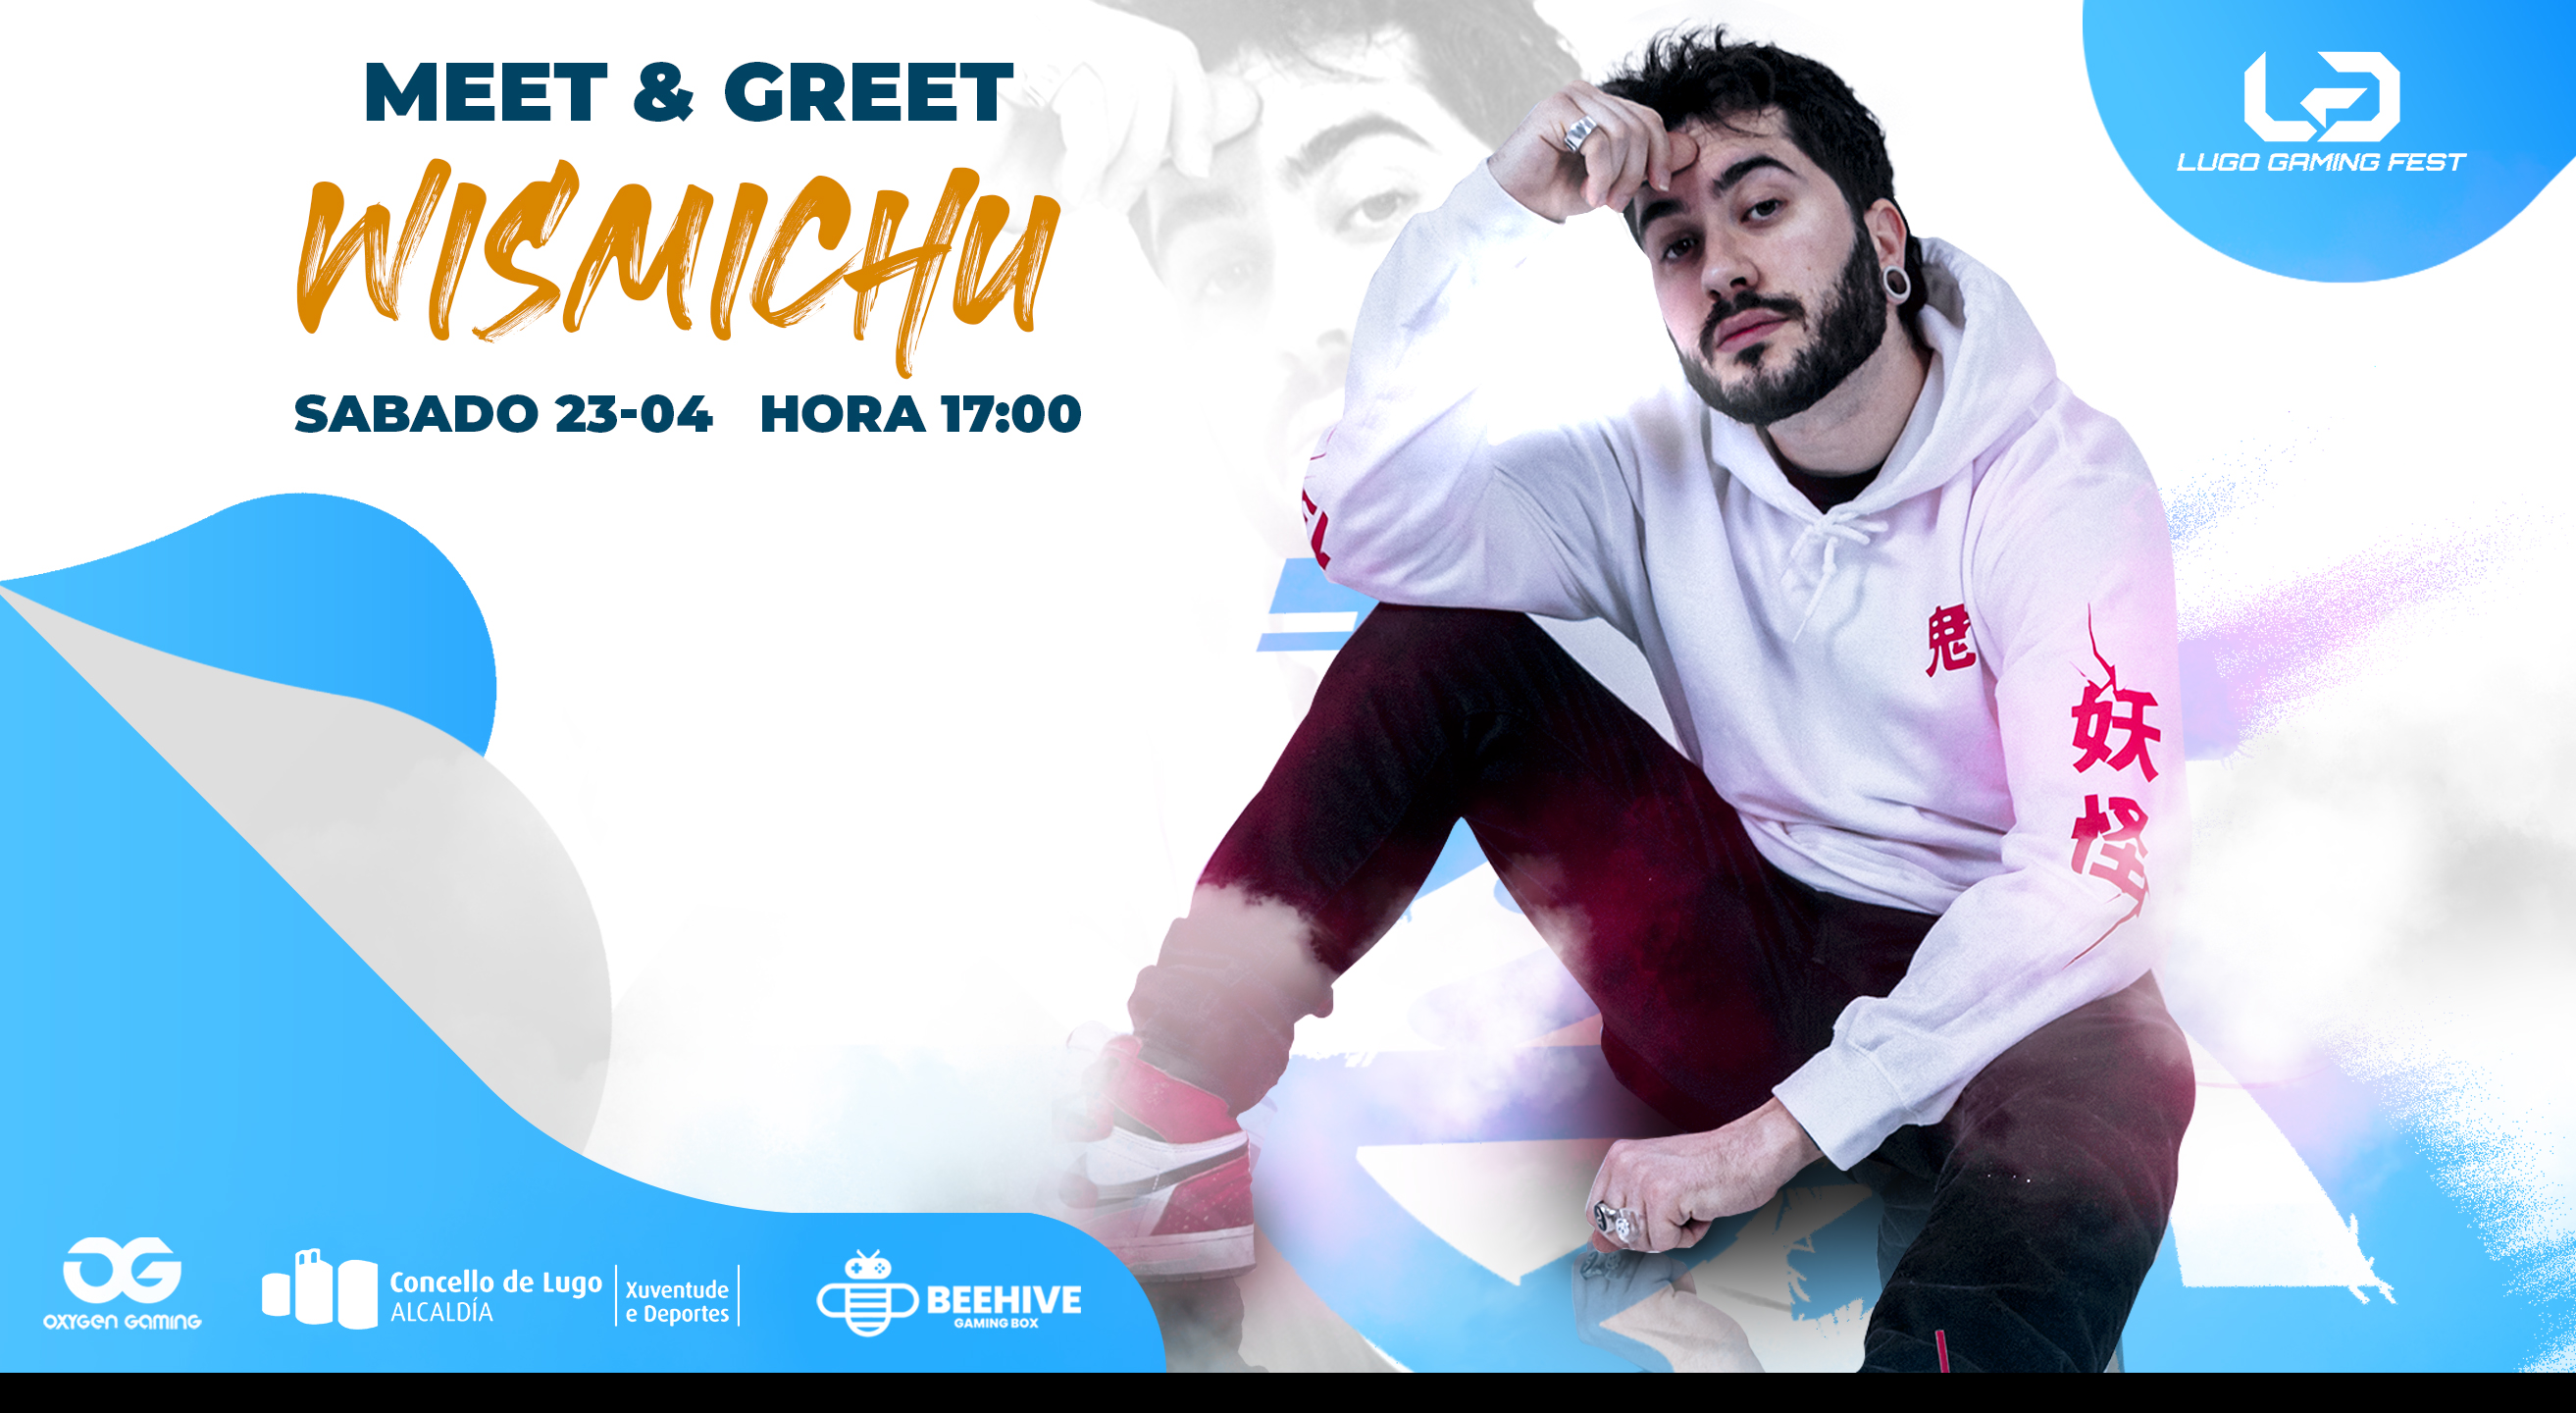 MEET & GREET
WISMICHU
SABADO 23-04 HORA 17:00
LUGO GAMING FEST
鬼
妖
怪
OXYGEN GAMING
Concello de Lugo
ALCALDÍA
Xuventude
e Deportes
BEEHIVE
GAMING BOX